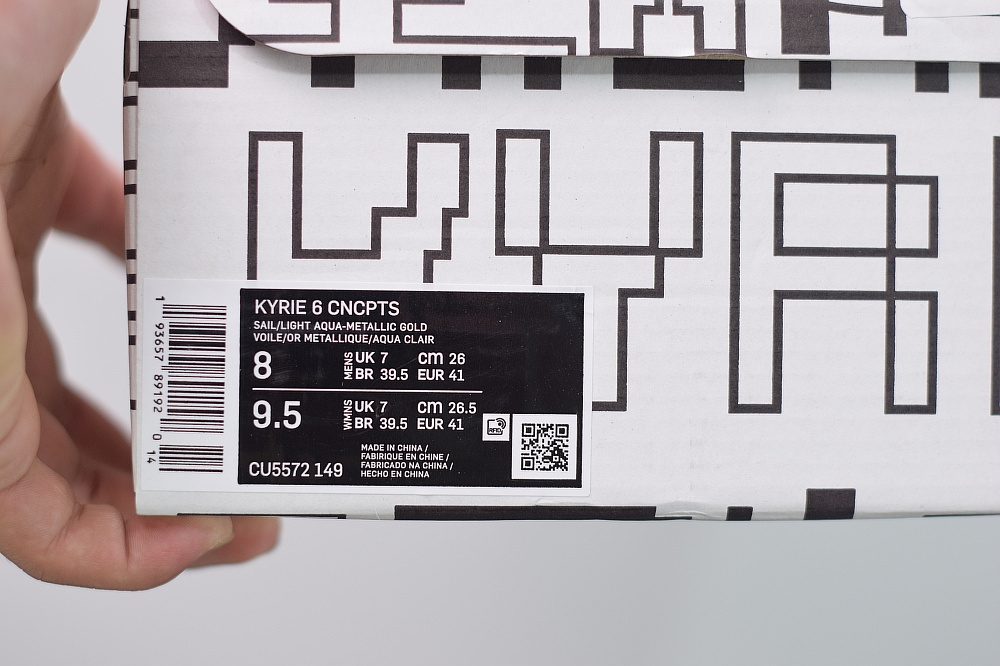 KYRIE 6 CNCPTS
SAIL/LIGHT AQUA-METALLIC GOLD
VOILE/OR METALLIQUE/AQUA CLAIR
8 MENS UK 7 CM 26
BR 39.5 EUR 41
9.5 WMNS UK 7 CM 26.5
BR 39.5 EUR 41
MADE IN CHINA /
FABRIQUE EN CHINE /
FABRICADO NA CHINA /
HECHO EN CHINA
CU5572 149
1 93657 89192 0 14